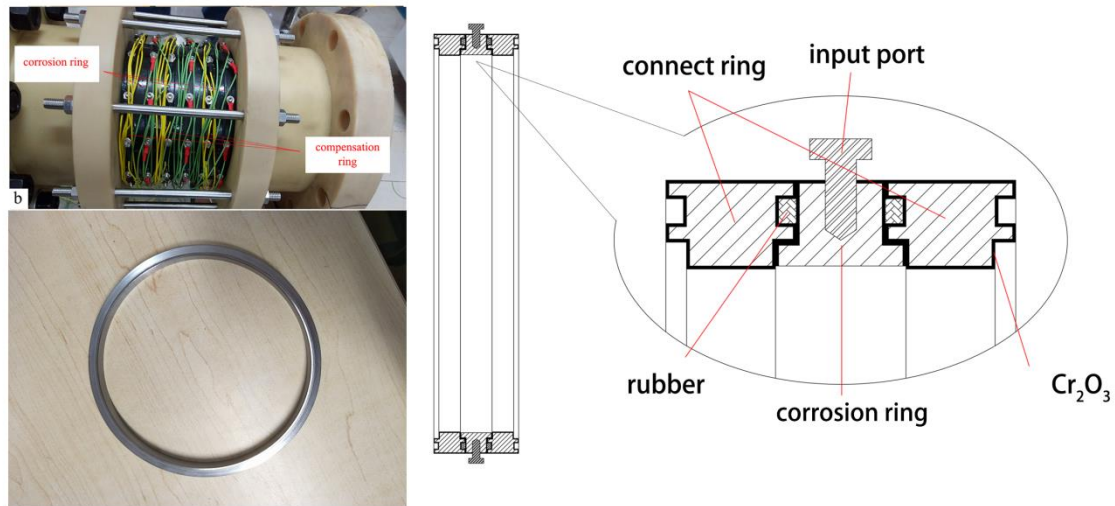 corrosion ring
compensation
ring
b
connect ring
input port
rubber
corrosion ring
Cr₂O₃